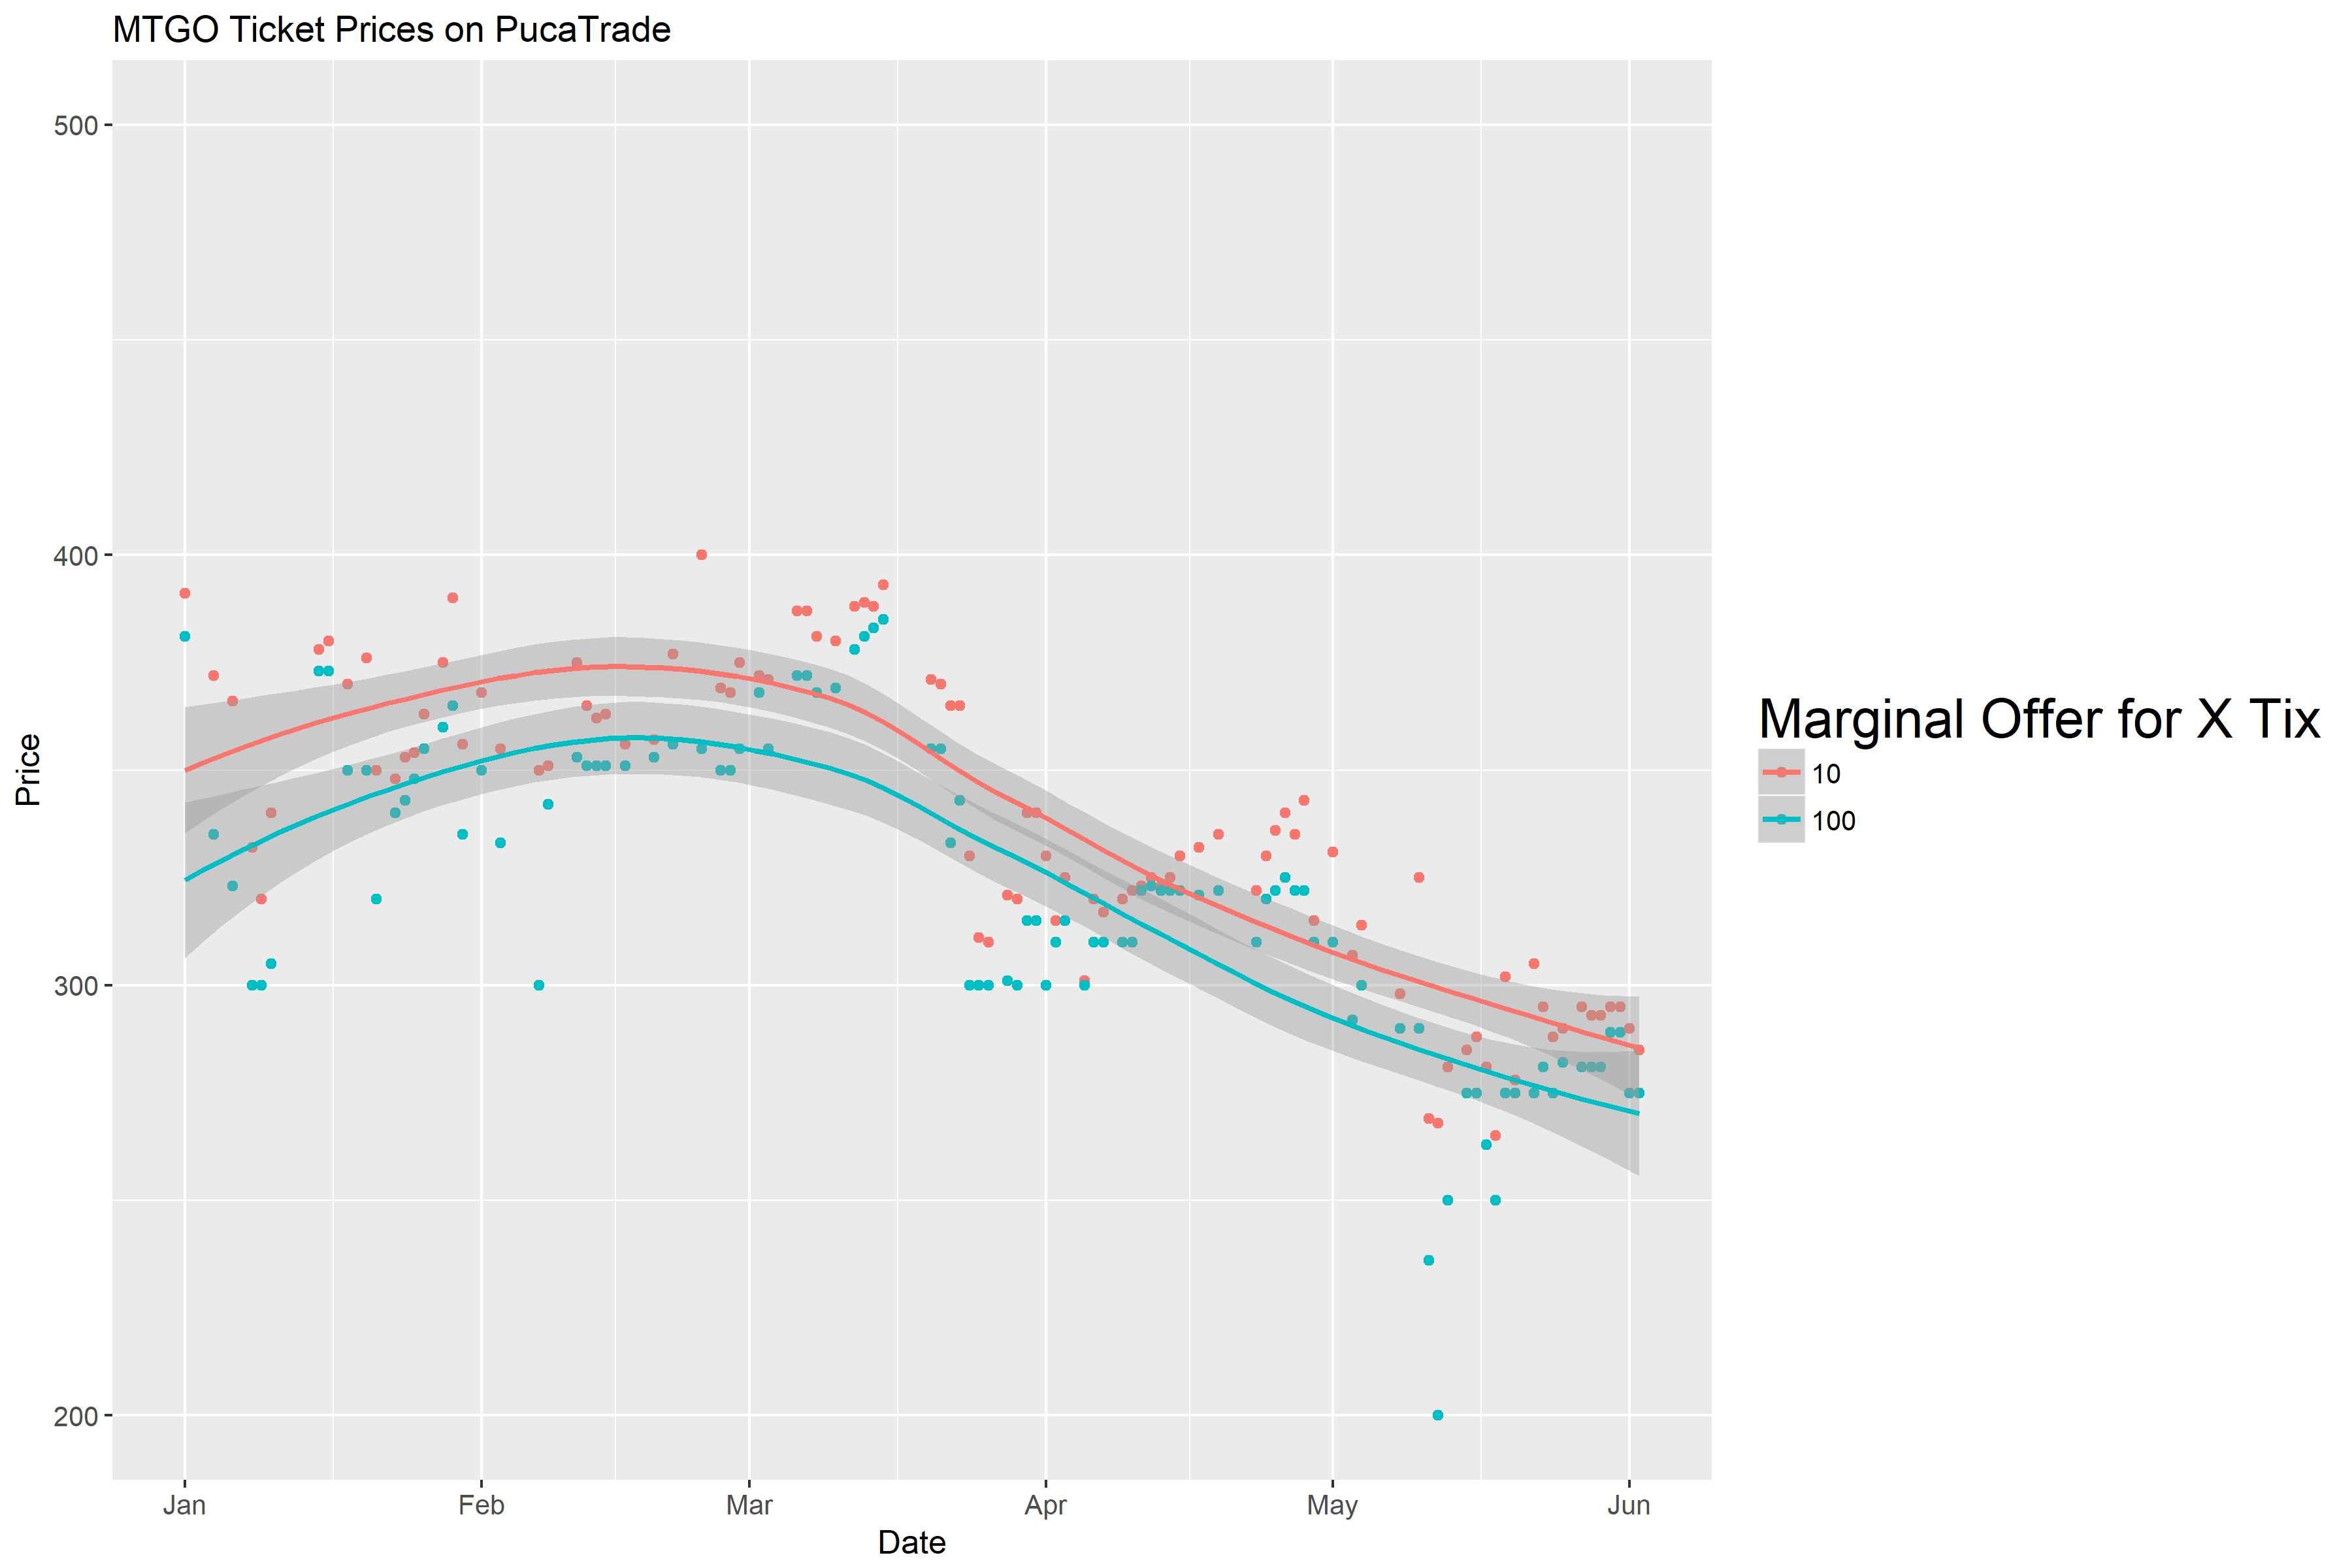 MTGO Ticket Prices on PucaTrade
500
400
300
200
Price
Jan Feb Mar Apr May Jun
Date
Marginal Offer for X Tix
10
100